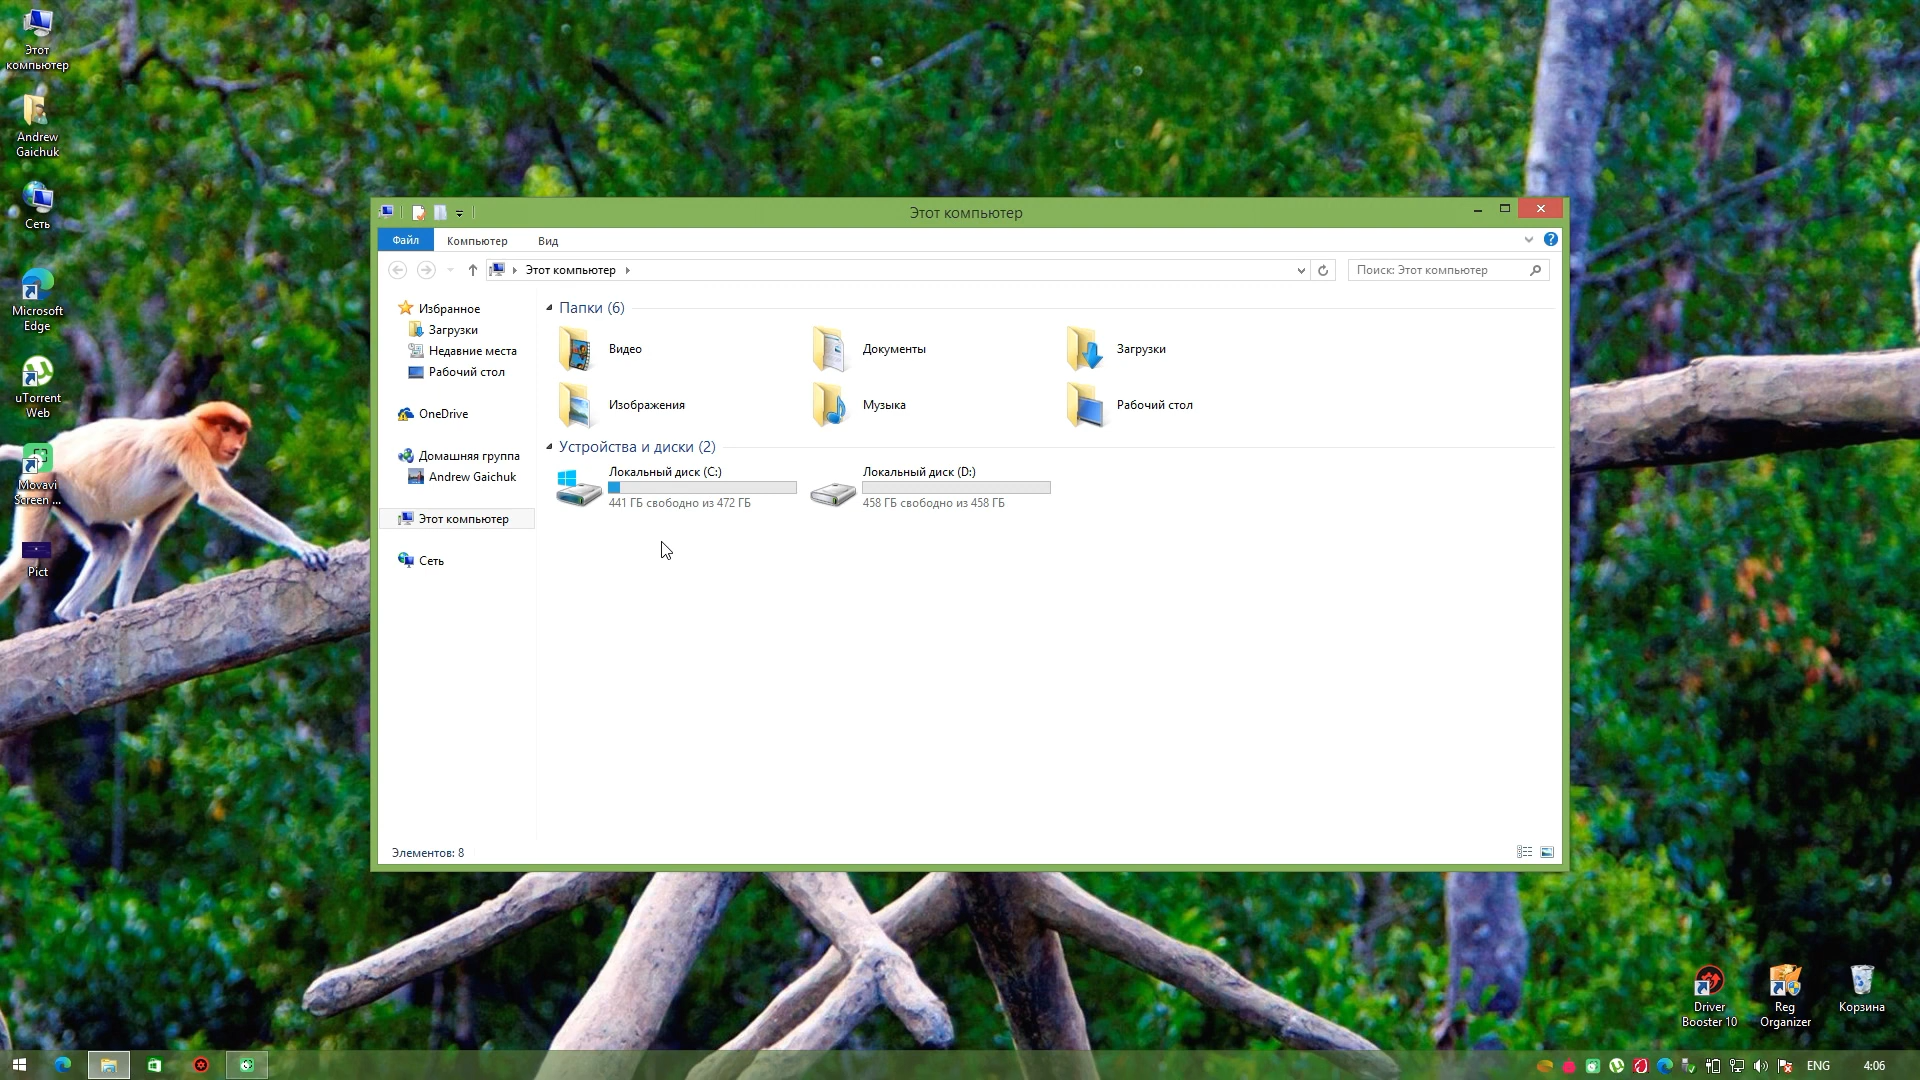 Этот
компьютер
Andrew
Gaichuk
Сеть
Microsoft
Edge
uTorrent
Web
Movavi
Screen ...
Pict
Этот компьютер
Файл
Компьютер
Вид
Этот компьютер
Поиск: Этот компьютер
Избранное
Загрузки
Недавние места
Рабочий стол
OneDrive
Домашняя группа
Andrew Gaichuk
Этот компьютер
Сеть
Папки (6)
Видео
Документы
Загрузки
Изображения
Музыка
Рабочий стол
Устройства и диски (2)
Локальный диск (C:)
441 ГБ свободно из 472 ГБ
Локальный диск (D:)
458 ГБ свободно из 458 ГБ
Элементов: 8
Driver
Booster 10
Reg
Organizer
Корзина
ENG
4:06